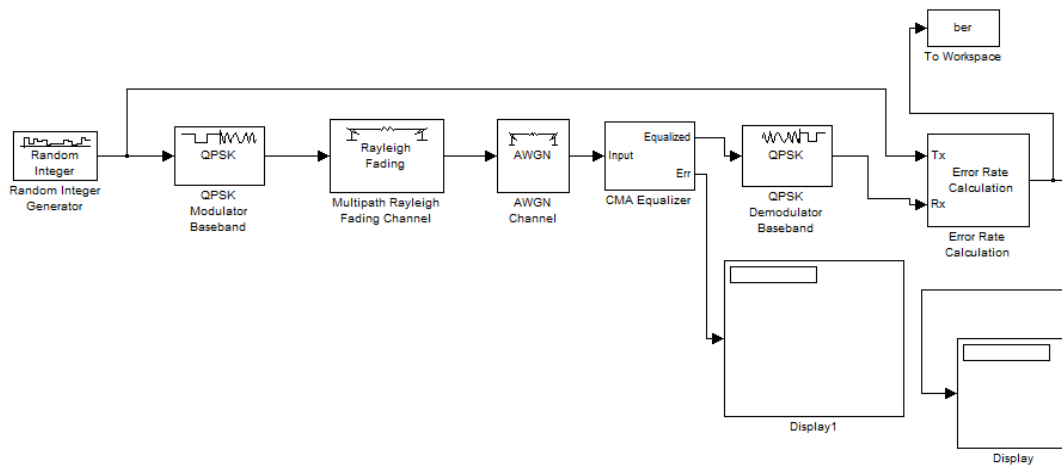 ber
To Workspace
Random
Integer
Random Integer
Generator
QPSK
QPSK
Modulator
Baseband
Rayleigh
Fading
Multipath Rayleigh
Fading Channel
AWGN
AWGN
Channel
Input
Equalized
Err
CMA Equalizer
QPSK
QPSK
Demodulator
Baseband
Tx
Error Rate
Calculation
Rx
Error Rate
Calculation
Display1
Display